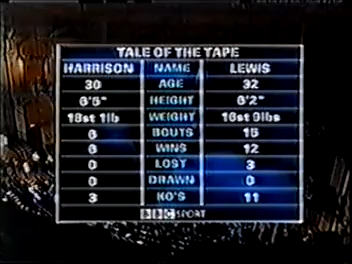 TALE OF THE TAPE
HARRISON NAME LEWIS
30 AGE 32
6'5" HEIGHT 6'2"
18st 1lb WEIGHT 16st 9lbs
6 BOUTS 15
6 WINS 12
0 LOST 3
0 DRAWN 0
3 KO'S 11
BBC SPORT